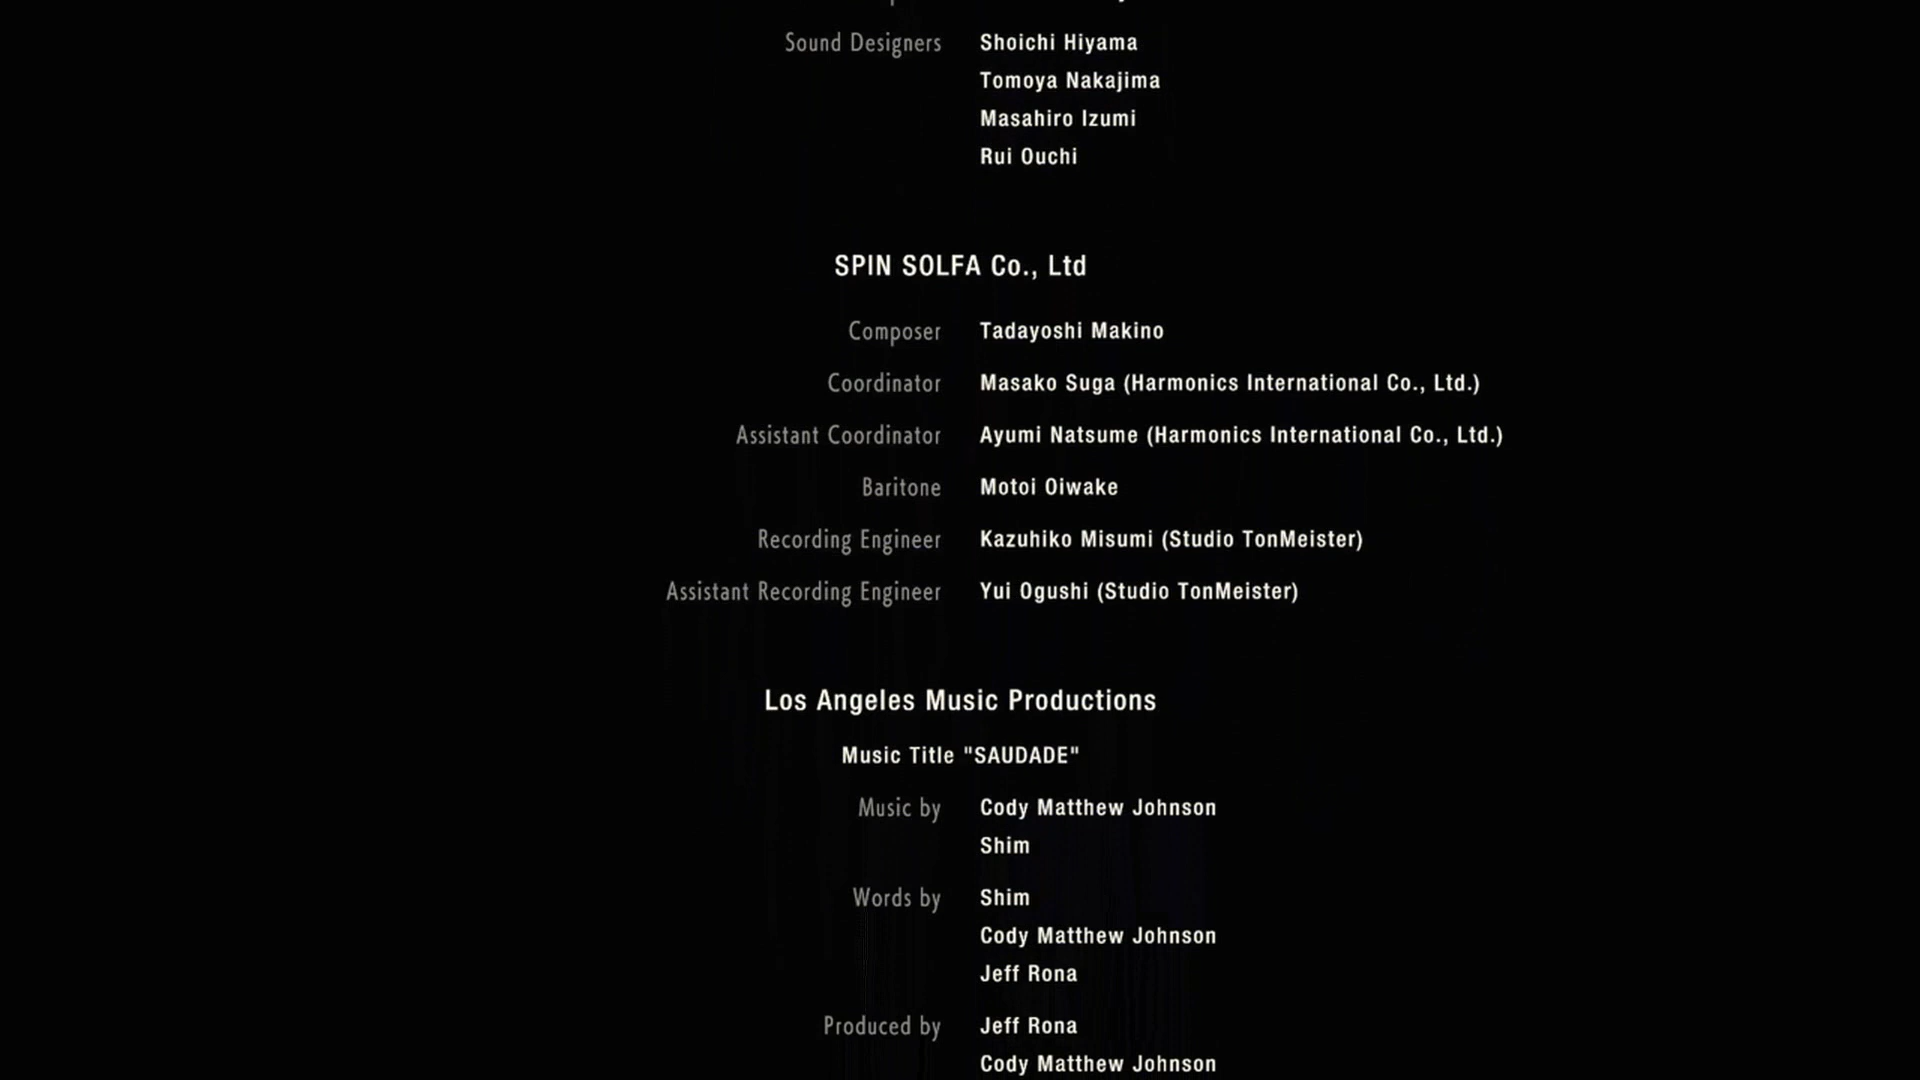 Sound Designers Shoichi Hiyama
Tomoya Nakajima
Masahiro Izumi
Rui Ouchi
SPIN SOLFA Co., Ltd
Composer Tadayoshi Makino
Coordinator Masako Suga (Harmonics International Co., Ltd.)
Assistant Coordinator Ayumi Natsume (Harmonics International Co., Ltd.)
Baritone Motoi Oiwake
Recording Engineer Kazuhiko Misumi (Studio TonMeister)
Assistant Recording Engineer Yui Ogushi (Studio TonMeister)
Los Angeles Music Productions
Music Title "SAUDADE"
Music by Cody Matthew Johnson
Shim
Words by Shim
Cody Matthew Johnson
Jeff Rona
Produced by Jeff Rona
Cody Matthew Johnson